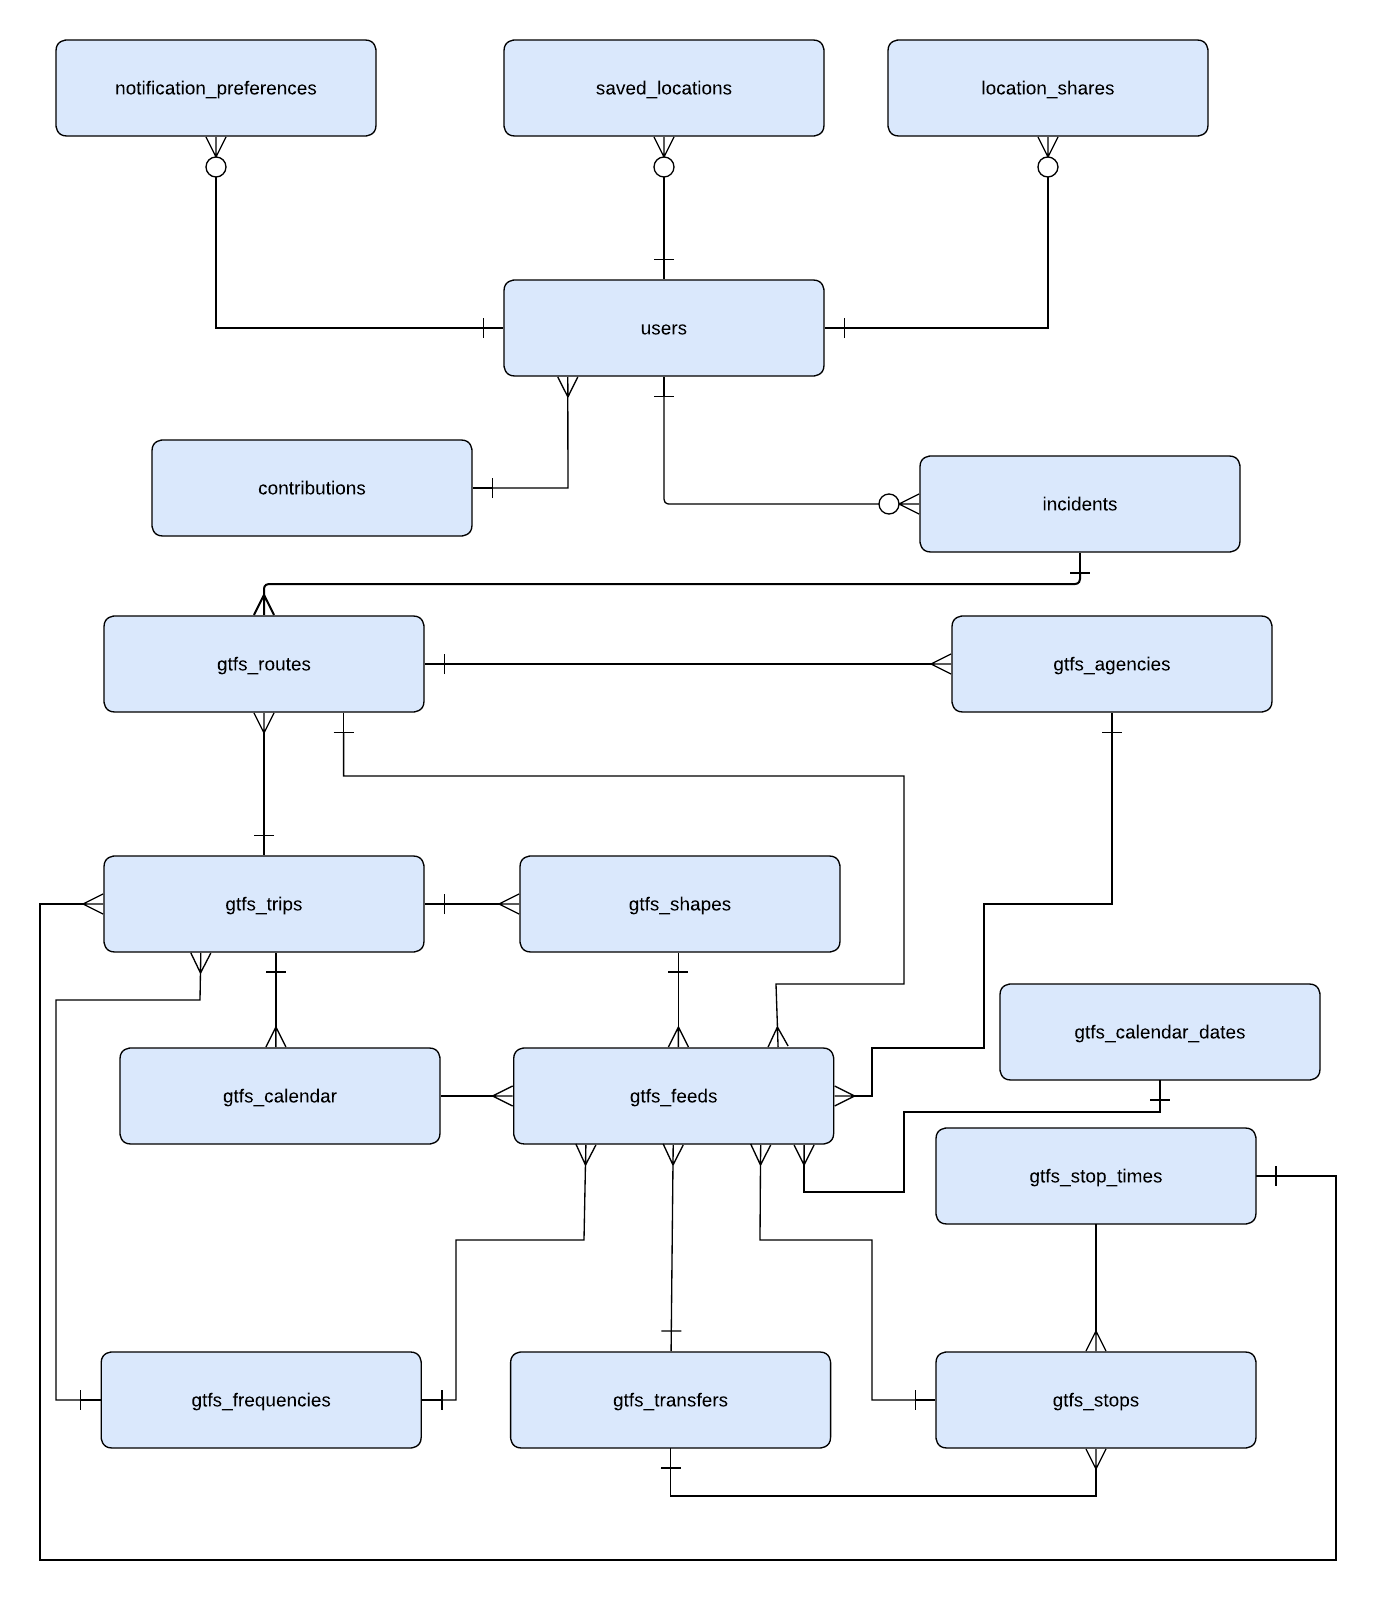 notification_preferences
saved_locations
location_shares
users
contributions
incidents
gtfs_routes
gtfs_agencies
gtfs_trips
gtfs_shapes
gtfs_calendar_dates
gtfs_calendar
gtfs_feeds
gtfs_stop_times
gtfs_frequencies
gtfs_transfers
gtfs_stops